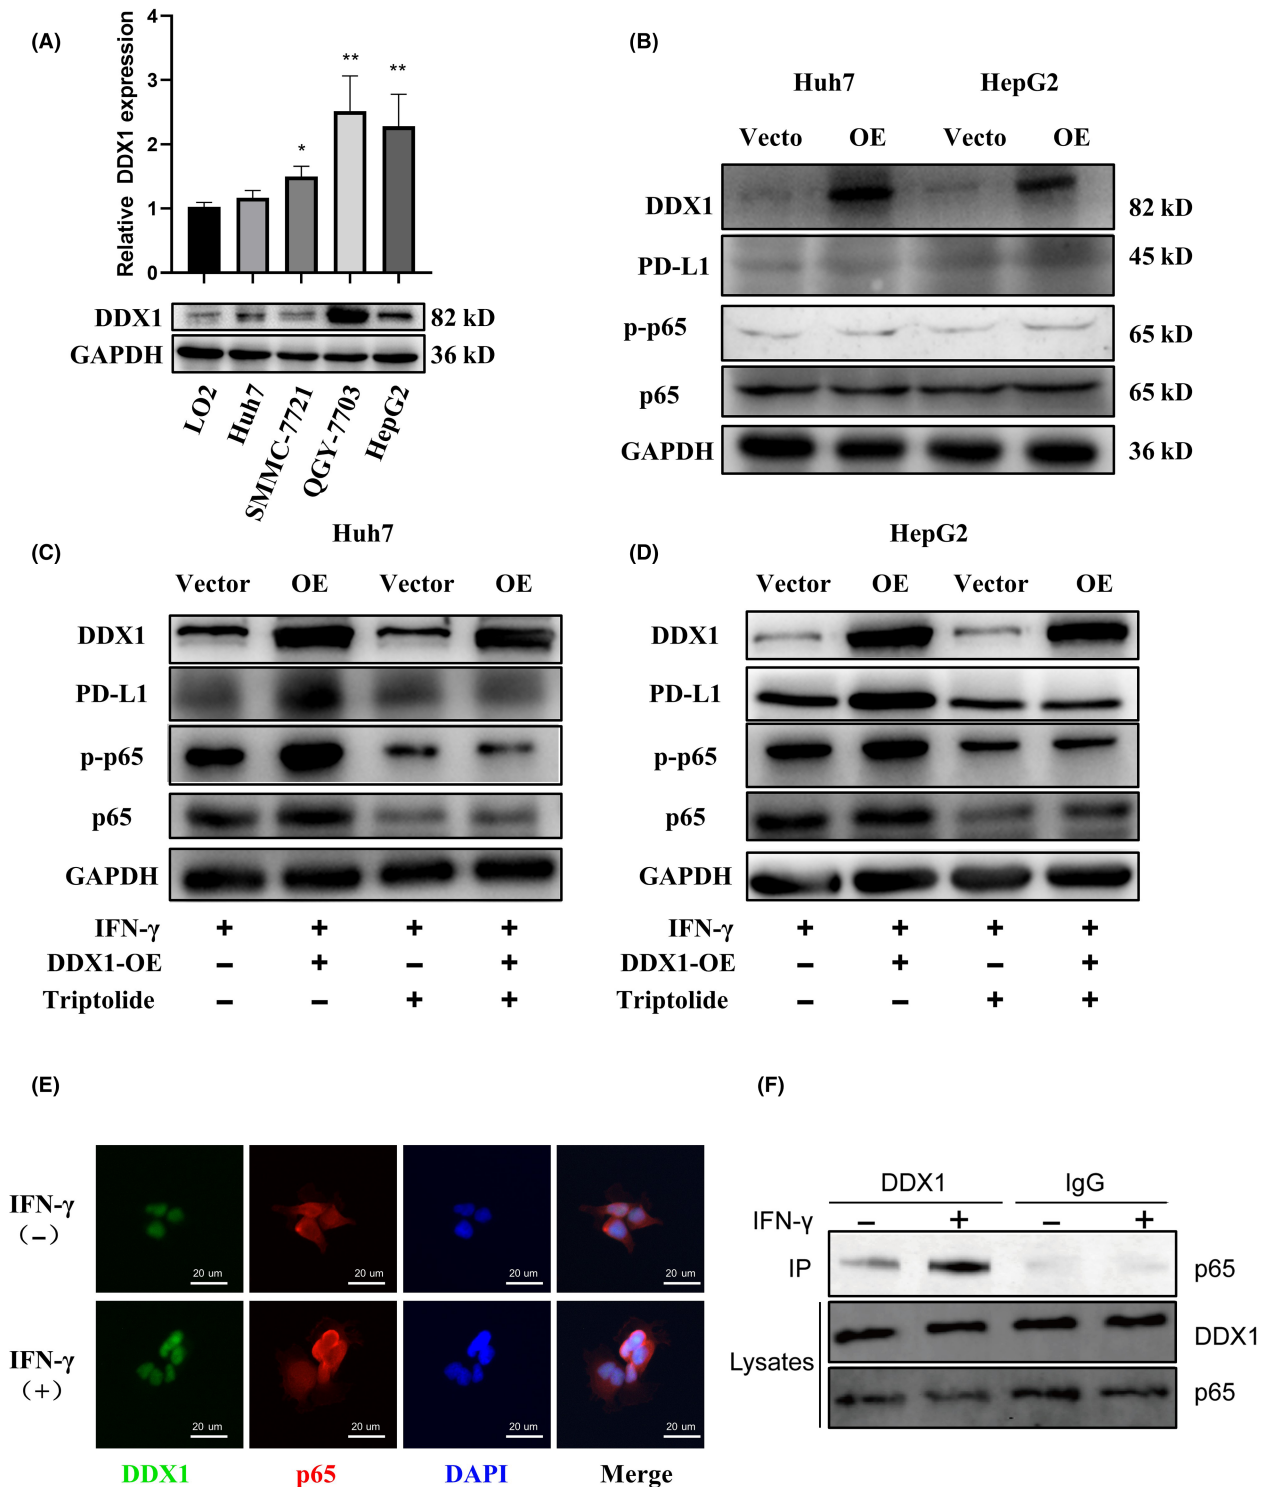 (A)
Relative DDX1 expression
4
3
2
1
0
*
**
**
DDX1 82 kD
GAPDH 36 kD
LO2 Huh7 SMMC-7721 QGY-7703 HepG2
(B)
Huh7 HepG2
Vecto OE Vecto OE
DDX1 82 kD
PD-L1 45 kD
p-p65 65 kD
p65 65 kD
GAPDH 36 kD
(C)
Huh7
Vector OE Vector OE
DDX1
PD-L1
p-p65
p65
GAPDH
IFN-γ + + + +
DDX1-OE − + − +
Triptolide − − + +
(D)
HepG2
Vector OE Vector OE
DDX1
PD-L1
p-p65
p65
GAPDH
IFN-γ + + + +
DDX1-OE − + − +
Triptolide − − + +
(E)
IFN-γ
（−）
20 um 20 um 20 um 20 um
IFN-γ
（+）
20 um 20 um 20 um 20 um
DDX1 p65 DAPI Merge
(F)
DDX1 IgG
IFN-γ − + − +
IP p65
Lysates
DDX1
p65